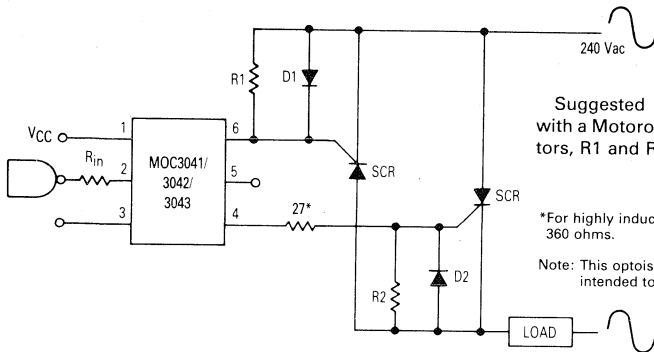 240 Vac
R1
D1
Suggested
with a Motoro
tors, R1 and R
VCC
1
6
Rin
2
MOC3041/
3042/
3043
5
SCR
SCR
3
4
27*
*For highly induc
360 ohms.
R2
D2
Note: This optois
intended to
LOAD